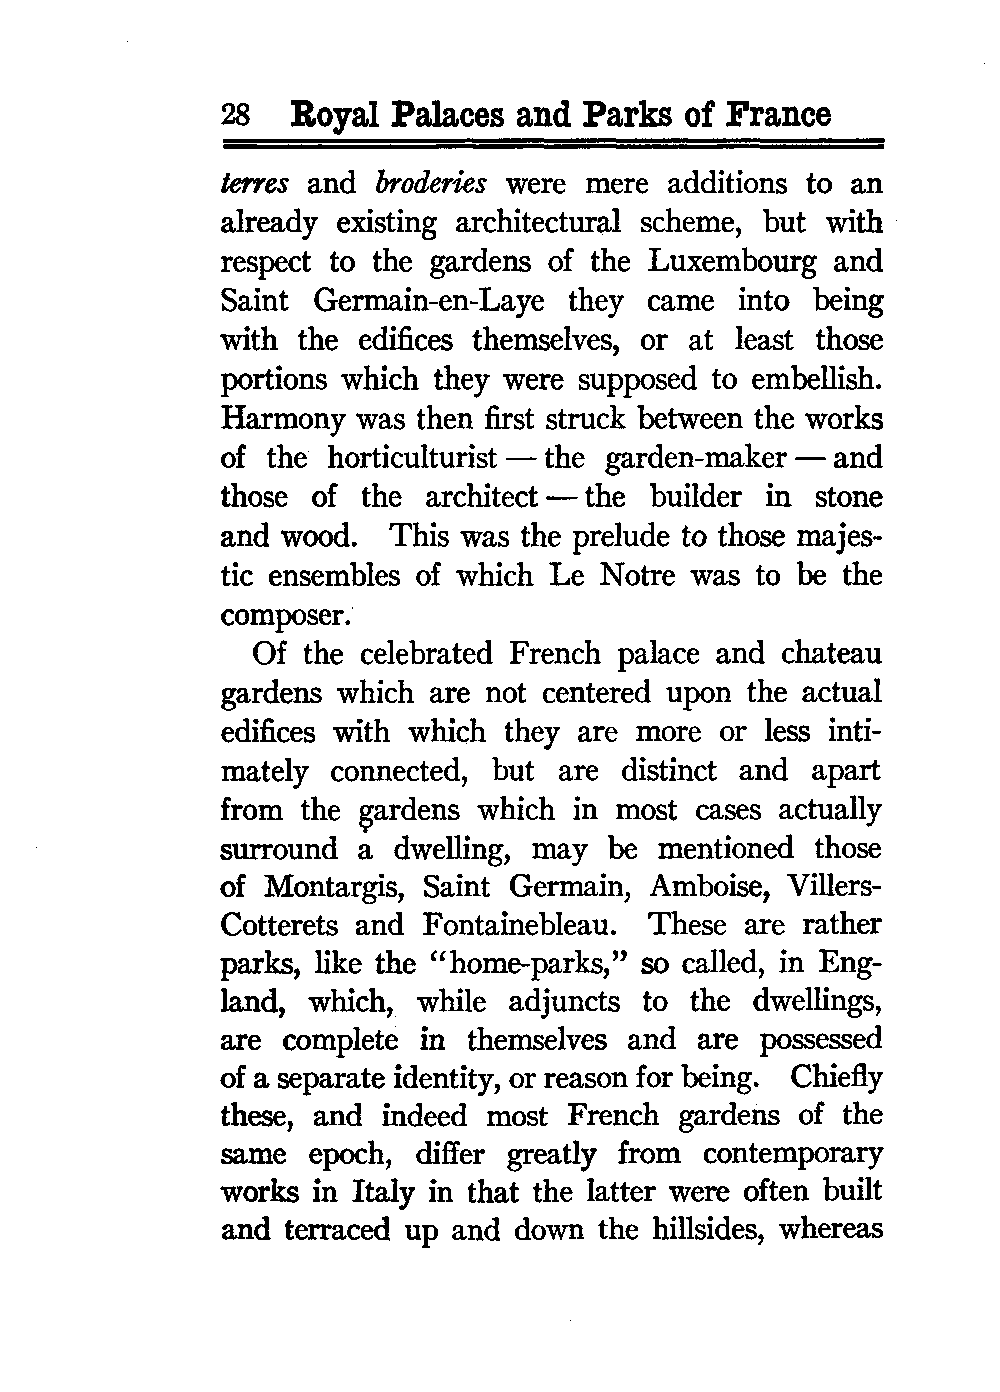 28 Royal Palaces and Parks of France
terres and broderies were mere additions to an
already existing architectural scheme, but with
respect to the gardens of the Luxembourg and
Saint Germain-en-Laye they came into being
with the edifices themselves, or at least those
portions which they were supposed to embellish.
Harmony was then first struck between the works
of the horticulturist — the garden-maker — and
those of the architect — the builder in stone
and wood. This was the prelude to those majes-
tic ensembles of which Le Notre was to be the
composer.
Of the celebrated French palace and chateau
gardens which are not centered upon the actual
edifices with which they are more or less inti-
mately connected, but are distinct and apart
from the gardens which in most cases actually
surround a dwelling, may be mentioned those
of Montargis, Saint Germain, Amboise, Villers-
Cotterets and Fontainebleau. These are rather
parks, like the "home-parks," so called, in Eng-
land, which, while adjuncts to the dwellings,
are complete in themselves and are possessed
of a separate identity, or reason for being. Chiefly
these, and indeed most French gardens of the
same epoch, differ greatly from contemporary
works in Italy in that the latter were often built
and terraced up and down the hillsides, whereas